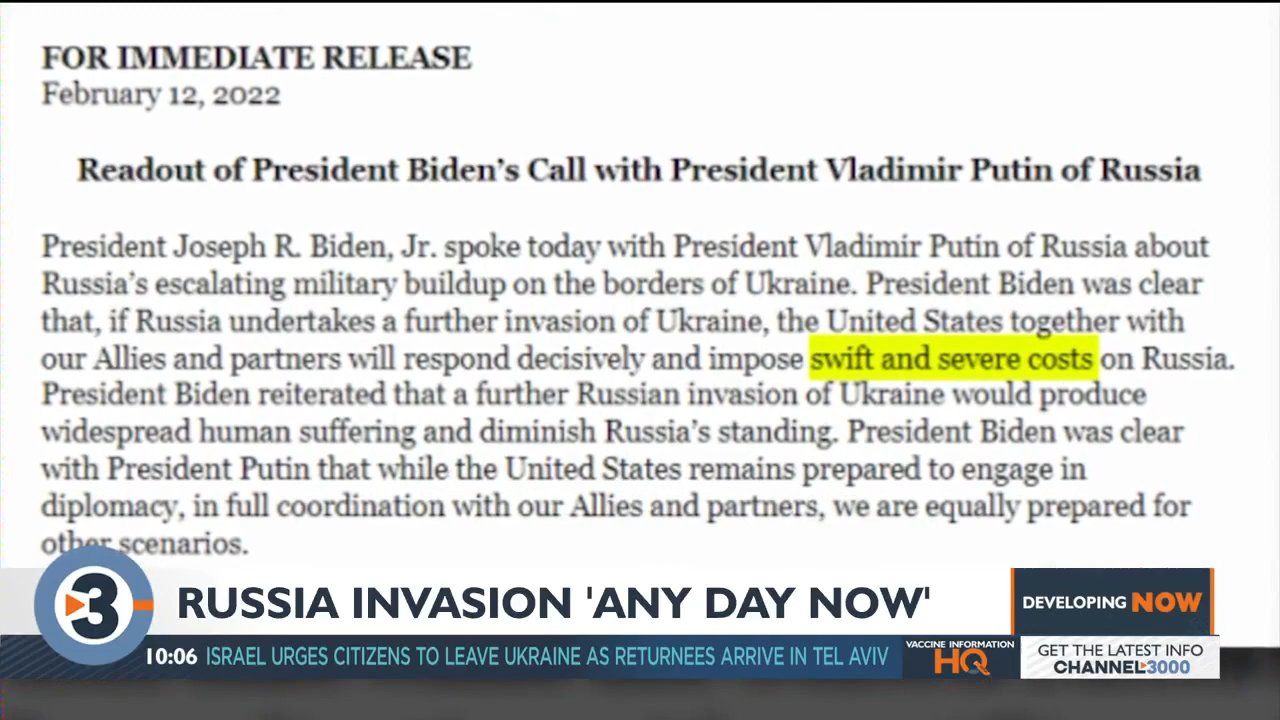 FOR IMMEDIATE RELEASE
February 12, 2022
Readout of President Biden's Call with President Vladimir Putin of Russia
President Joseph R. Biden, Jr. spoke today with President Vladimir Putin of Russia about
Russia's escalating military buildup on the borders of Ukraine. President Biden was clear
that, if Russia undertakes a further invasion of Ukraine, the United States together with
our Allies and partners will respond decisively and impose swift and severe costs on Russia.
President Biden reiterated that a further Russian invasion of Ukraine would produce
widespread human suffering and diminish Russia's standing. President Biden was clear
with President Putin that while the United States remains prepared to engage in
diplomacy, in full coordination with our Allies and partners, we are equally prepared for
other scenarios.
3
RUSSIA INVASION 'ANY DAY NOW'
DEVELOPING NOW
10:06 ISRAEL URGES CITIZENS TO LEAVE UKRAINE AS RETURNEES ARRIVE IN TEL AVIV
VACCINE INFORMATION
HQ
GET THE LATEST INFO
CHANNEL3000